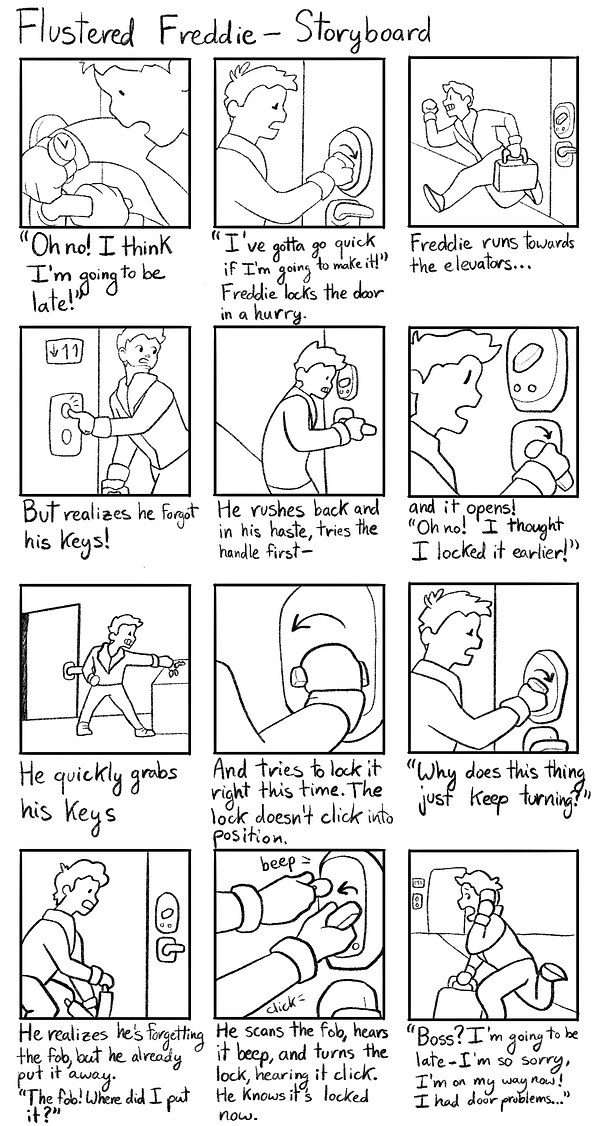 Flustered Freddie - Storyboard
"Oh no! I think
I'm going to be
late!"
"I've gotta go quick
if I'm going to make it!"
Freddie locks the door
in a hurry.
Freddie runs towards
the elevators...
↓11
But realizes he forgot
his keys!
He rushes back and
in his haste, tries the
handle first-
and it opens!
"Oh no! I thought
I locked it earlier!"
He quickly grabs
his keys
And tries to lock it
right this time. The
lock doesn't click into
position.
"Why does this thing
just keep turning?"
He realizes he's forgetting
the fob, but he already
put it away.
"The fob! Where did I put
it?"
beep
click
He scans the fob, hears
it beep, and turns the
lock, hearing it click.
He knows it's locked
now.
"Boss? I'm going to be
late-I'm so sorry,
I'm on my way now!
I had door problems..."